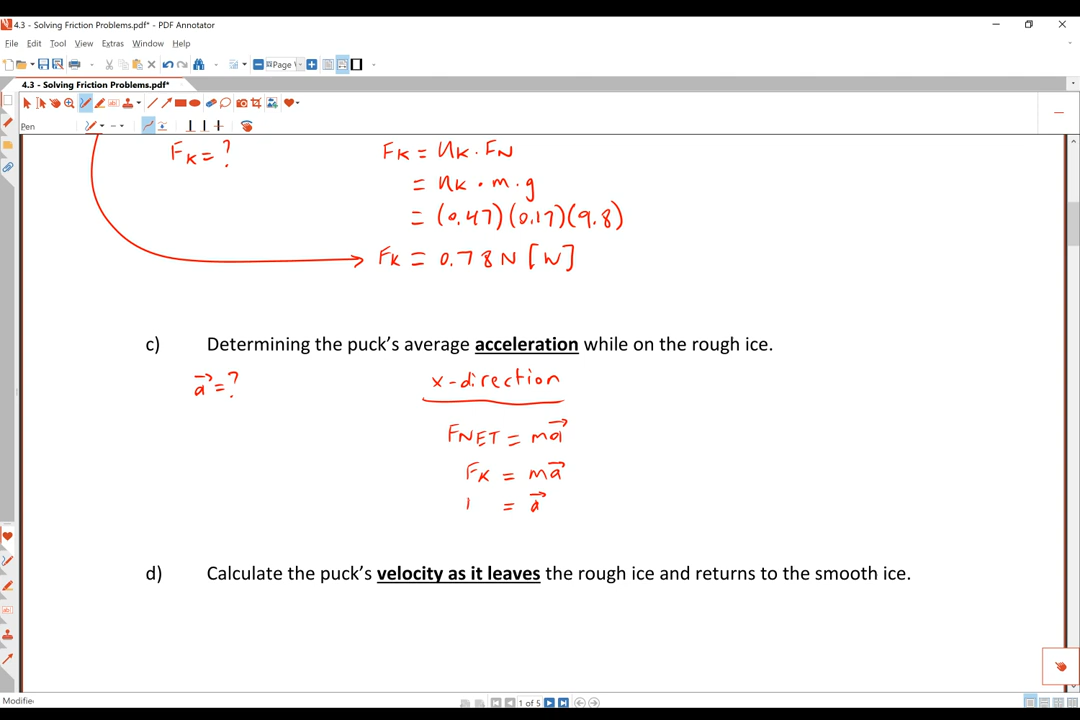 4.3 - Solving Friction Problems.pdf* - PDF Annotator
File Edit Tool View Extras Window Help
Page
4.3 - Solving Friction Problems.pdf*
Pen
FK = ?
FK = μK · FN
= μK · m · g
= (0.47)(0.17)(9.8)
FK = 0.78 N [W]
c) Determining the puck's average acceleration while on the rough ice.
a⃗ = ?
x-direction
FNET = ma⃗
FK = ma⃗
= a⃗
d) Calculate the puck's velocity as it leaves the rough ice and returns to the smooth ice.
1 of 5